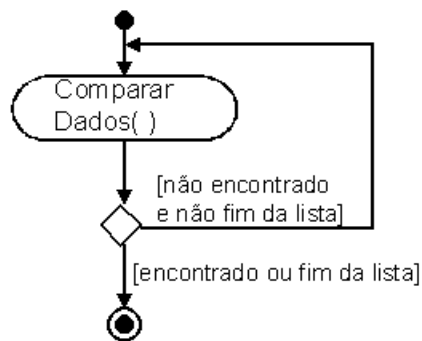 Comparar
Dados( )
[não encontrado
e não fim da lista]
[encontrado ou fim da lista]